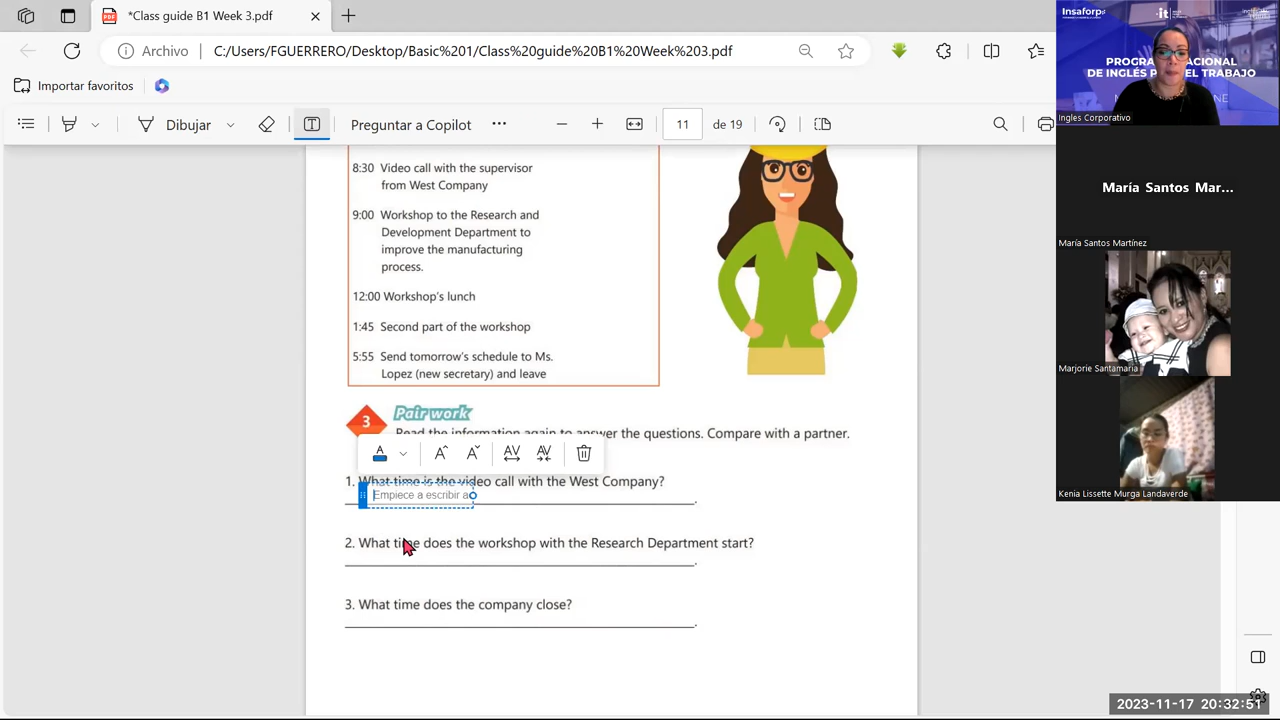 *Class guide B1 Week 3.pdf
Archivo
C:/Users/FGUERRERO/Desktop/Basic%201/Class%20guide%20B1%20Week%203.pdf
Importar favoritos
Dibujar
Preguntar a Copilot
11
de 19
8:30 Video call with the supervisor
from West Company
9:00 Workshop to the Research and
Development Department to
improve the manufacturing
process.
12:00 Workshop's lunch
1:45 Second part of the workshop
5:55 Send tomorrow's schedule to Ms.
Lopez (new secretary) and leave
3
Pair work
Read the information again to answer the questions. Compare with a partner.
1. What time is the video call with the West Company?
Empiece a escribir a
2. What time does the workshop with the Research Department start?
3. What time does the company close?
Insaforp
Ingles Corporativo
María Santos Mar...
María Santos Martínez
Marjorie Santamaria
Kenia Lissette Murga Landaverde
2023-11-17 20:32:51